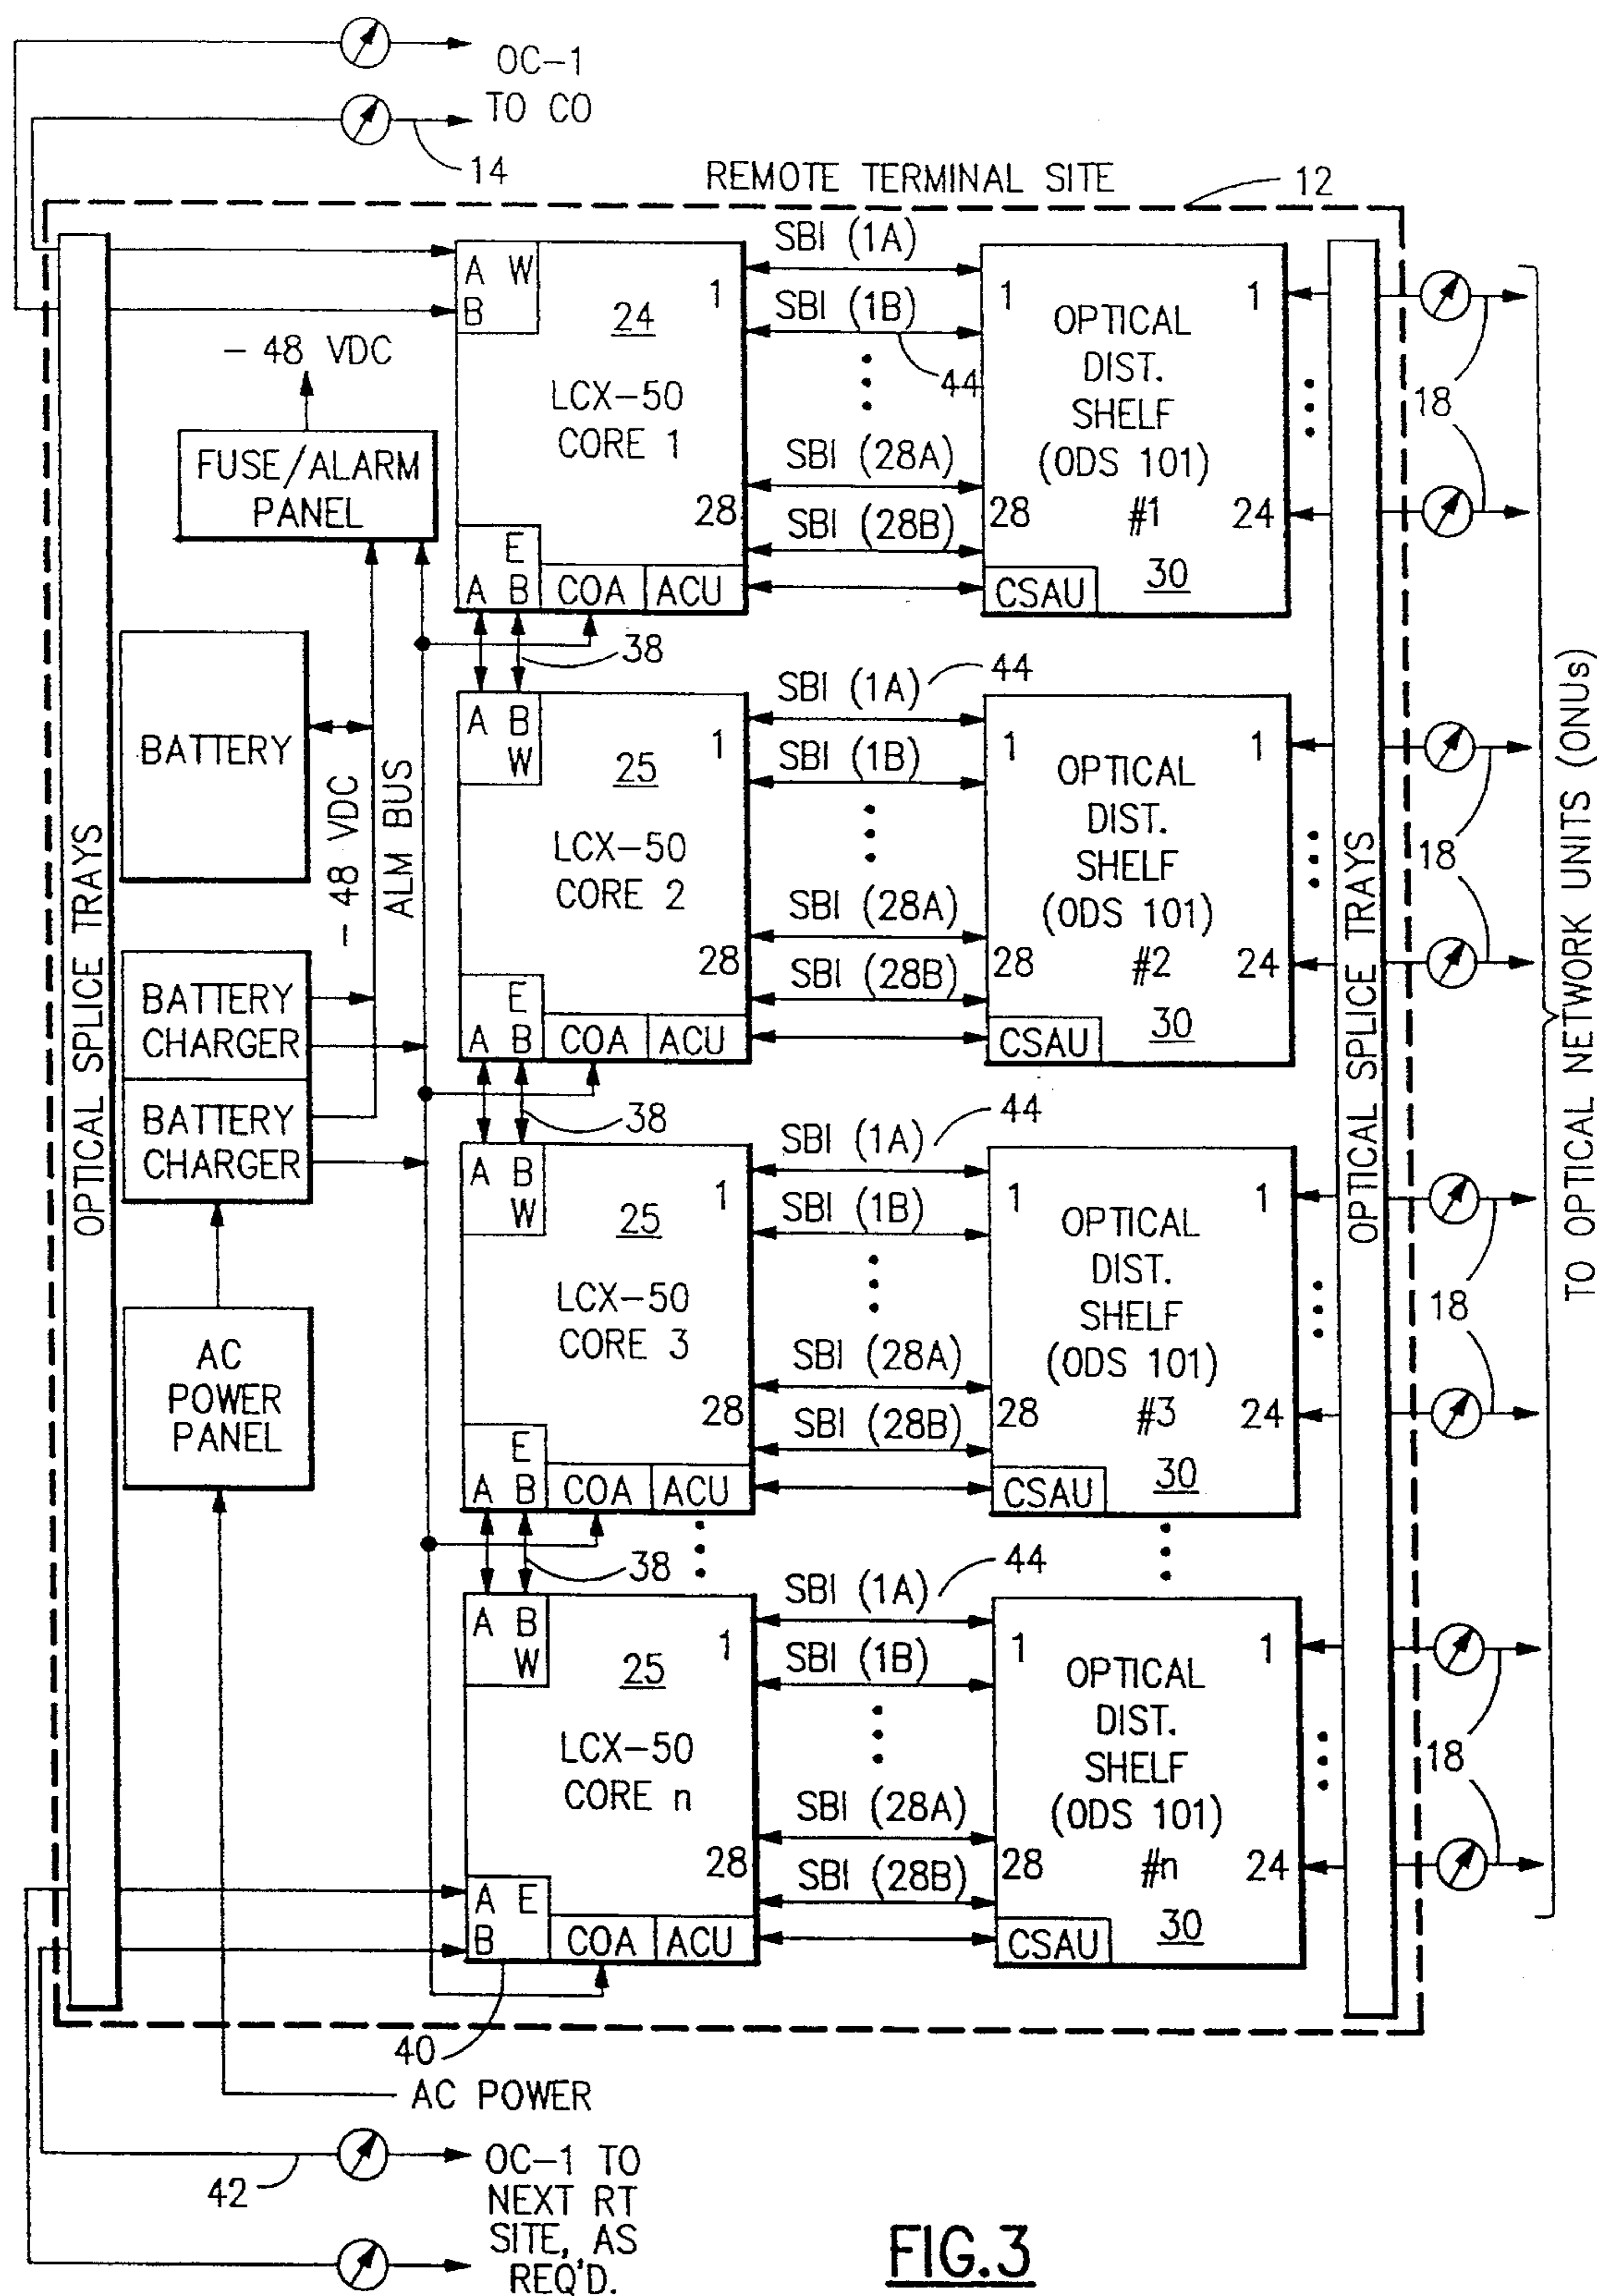 OC-1
TO CO
14
REMOTE TERMINAL SITE
12
OPTICAL SPLICE TRAYS
- 48 VDC
FUSE/ALARM
PANEL
BATTERY
- 48 VDC
ALM BUS
BATTERY
CHARGER
BATTERY
CHARGER
AC
POWER
PANEL
A W
B
24
1
LCX-50
CORE 1
28
E
A B
COA
ACU
38
SBI (1A)
SBI (1B)
44
SBI (28A)
SBI (28B)
1
OPTICAL
DIST.
SHELF
(ODS 101)
#1
1
28
24
CSAU
30
18
A B
W
25
1
LCX-50
CORE 2
28
E
A B
COA
ACU
38
SBI (1A)
44
SBI (1B)
SBI (28A)
SBI (28B)
1
OPTICAL
DIST.
SHELF
(ODS 101)
#2
1
28
24
CSAU
30
18
A B
W
25
1
LCX-50
CORE 3
28
E
A B
COA
ACU
38
SBI (1A)
44
SBI (1B)
SBI (28A)
SBI (28B)
1
OPTICAL
DIST.
SHELF
(ODS 101)
#3
1
28
24
CSAU
30
18
A B
W
25
1
LCX-50
CORE n
28
A E
B
COA
ACU
40
SBI (1A)
44
SBI (1B)
SBI (28A)
SBI (28B)
1
OPTICAL
DIST.
SHELF
(ODS 101)
#n
1
28
24
CSAU
30
18
OPTICAL SPLICE TRAYS
TO OPTICAL NETWORK UNITS (ONUs)
AC POWER
42
OC-1 TO
NEXT RT
SITE, AS
REQ'D.
FIG.3